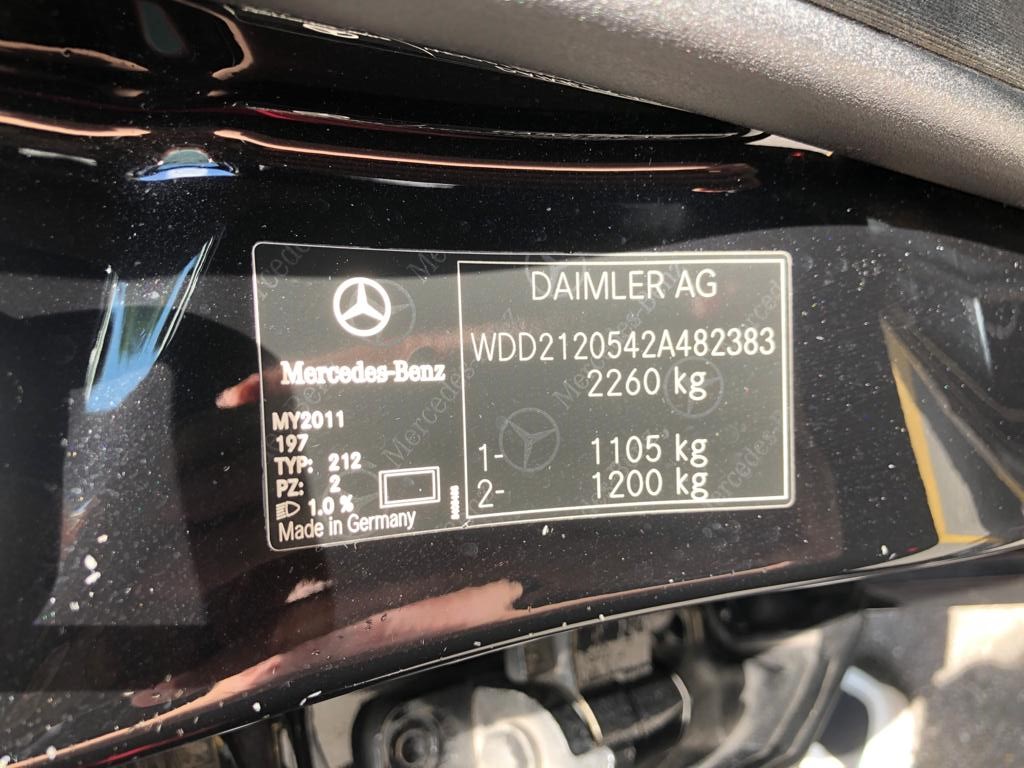 Mercedes-Benz
MY2011
197
TYP: 212
PZ: 2
1.0 %
Made in Germany
DAIMLER AG
WDD2120542A482383
2260 kg
1- 1105 kg
2- 1200 kg